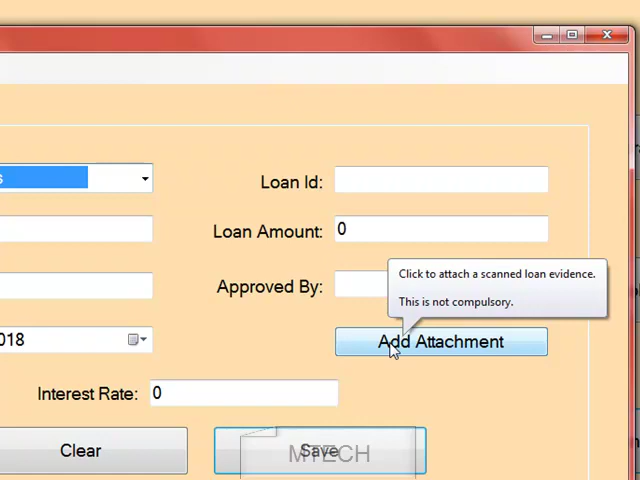 s
Loan Id:
Loan Amount: 0
Click to attach a scanned loan evidence.
This is not compulsory.
Approved By:
018
Add Attachment
Interest Rate: 0
Clear
Save
MTECH